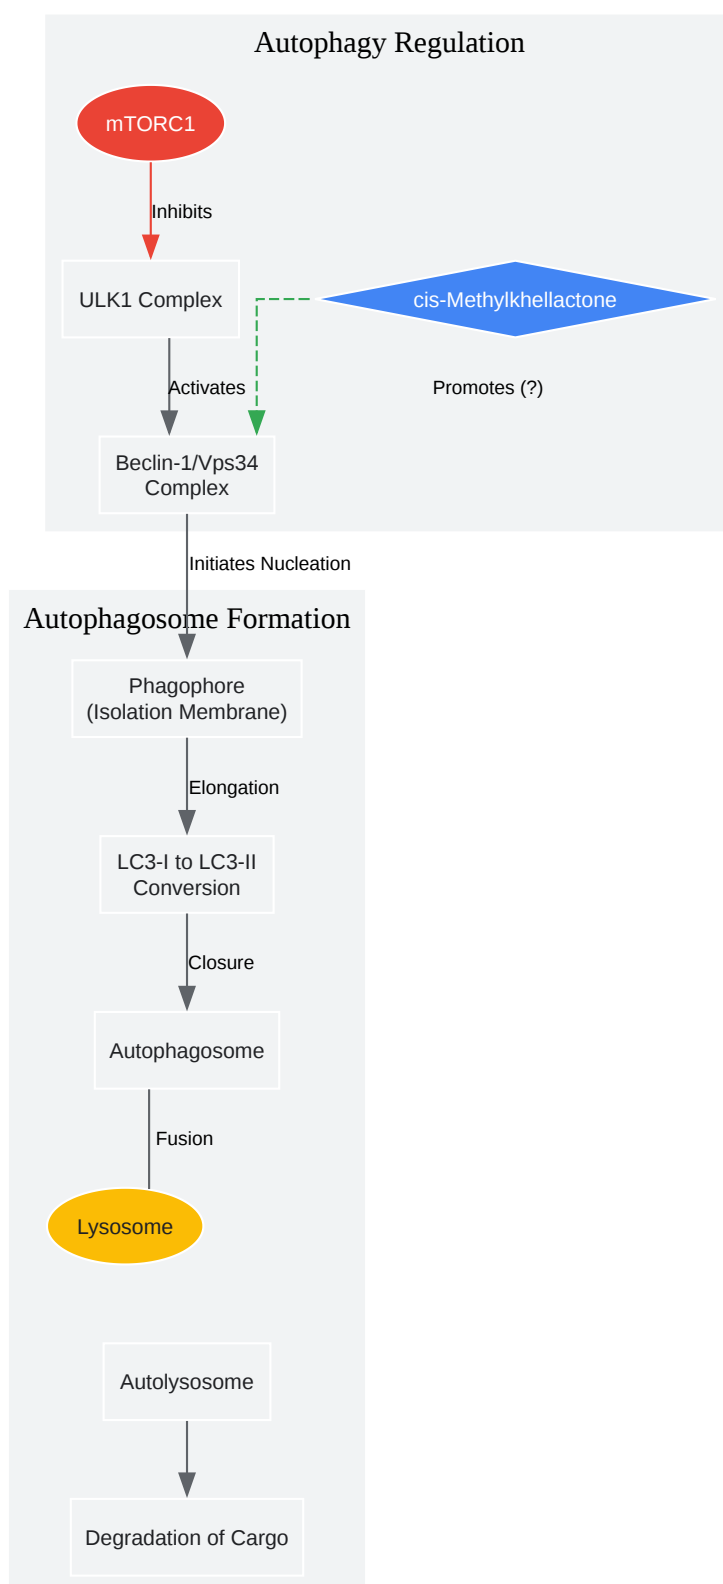 Autophagy Regulation
mTORC1
Inhibits
ULK1 Complex
cis-Methylkhellactone
Activates
Promotes (?)
Beclin-1/Vps34
Complex
Initiates Nucleation
Autophagosome Formation
Phagophore
(Isolation Membrane)
Elongation
LC3-I to LC3-II
Conversion
Closure
Autophagosome
Fusion
Lysosome
Autolysosome
Degradation of Cargo